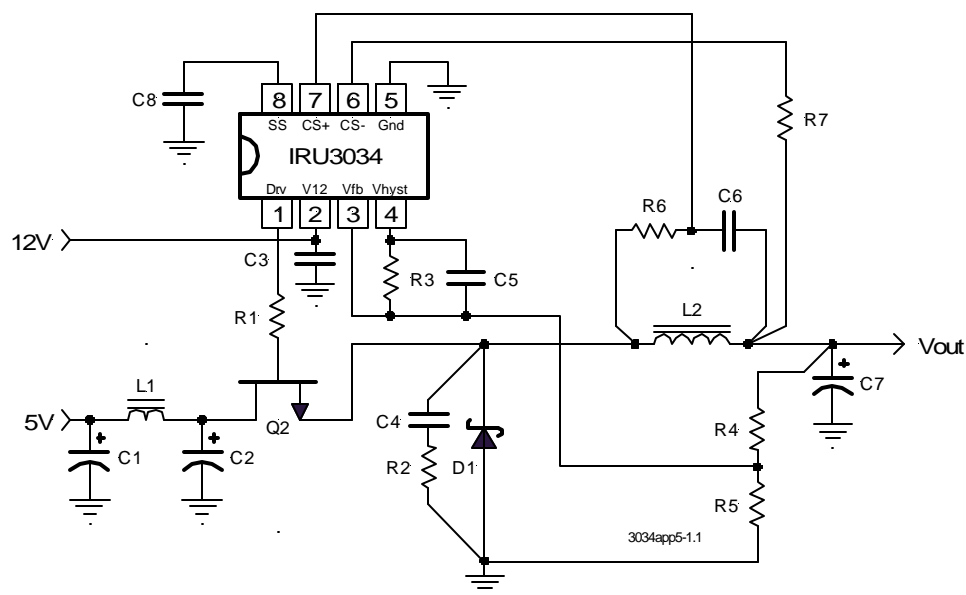 8 7 6 5
SS CS+ CS- Gnd
IRU3034
Drv V12 Vfb Vhyst
1 2 3 4
C8
R7
R6
C6
12V
C3
R3
C5
R1
L2
Vout
L1
C7
5V
Q2
C4
R4
C1
C2
R2
D1
R5
3034app5-1.1